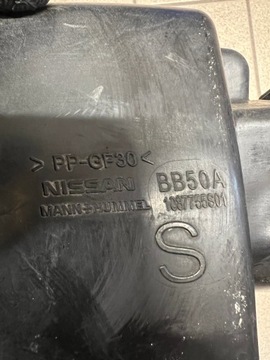 >PP-GF30<
NISSAN BB50A
MANN+HUMMEL
S